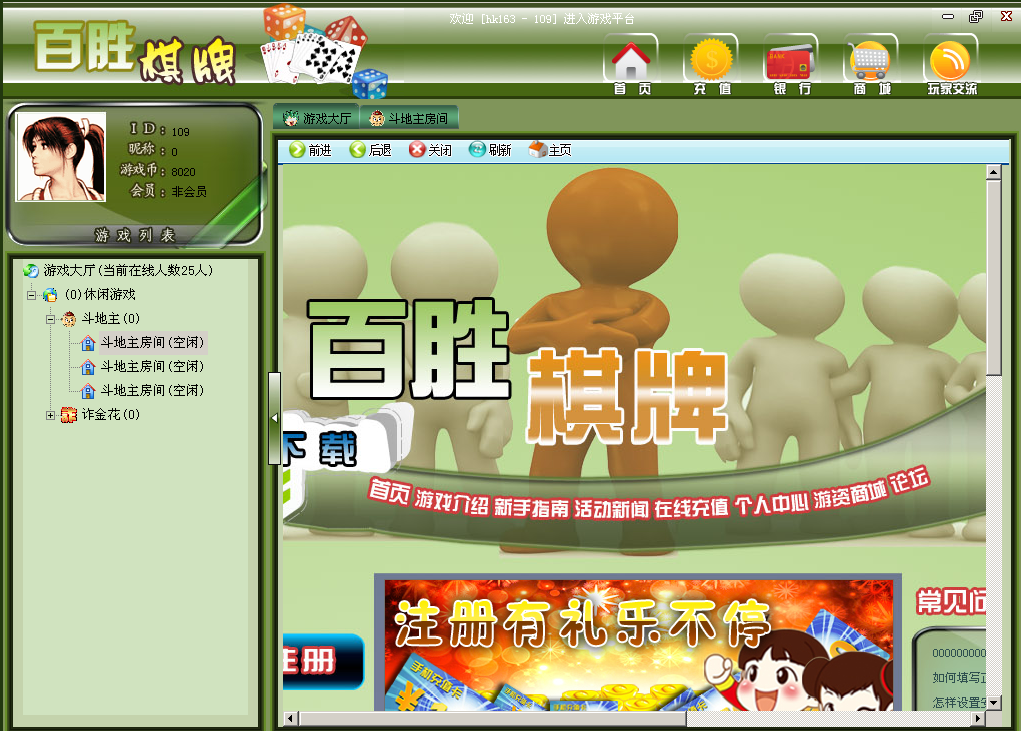 欢迎 [hk163 - 109] 进入游戏平台
百胜棋牌
首 页
充 值
银 行
商 城
玩家交流
ID: 109
昵称: 0
游戏币: 8020
会员: 非会员
游戏列表
游戏大厅
斗地主房间
前进
后退
关闭
刷新
主页
游戏大厅(当前在线人数25人)
(0)休闲游戏
斗地主(0)
斗地主房间(空闲)
斗地主房间(空闲)
斗地主房间(空闲)
诈金花(0)
百胜
棋牌
下载
首页 游戏介绍 新手指南 活动新闻 在线充值 个人中心 游资商城 论坛
注册有礼乐不停
手机充值卡
注册
常见问
000000000
如何填写
怎样设置